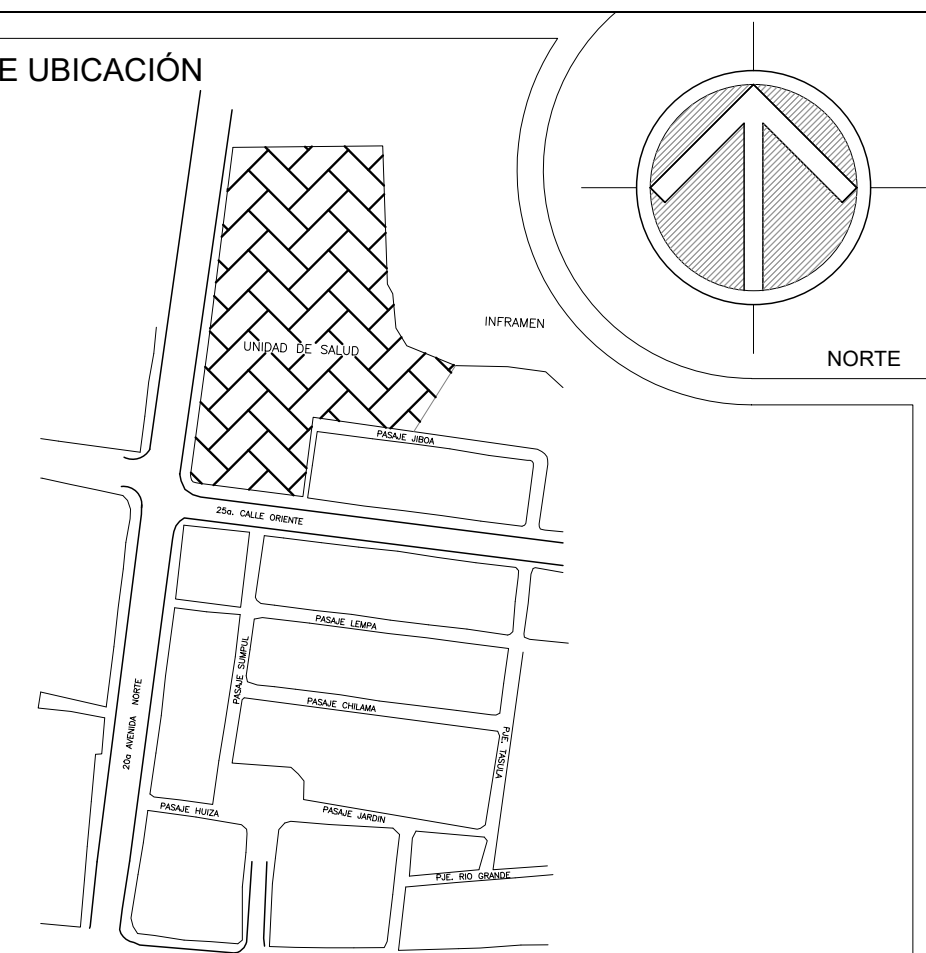 E UBICACIÓN
INFRAMEN
UNIDAD DE SALUD
NORTE
PASAJE JIBOA
25a. CALLE ORIENTE
PASAJE LEMPA
PASAJE SUMPUL
PASAJE CHILAMA
20a AVENIDA NORTE
PJE. TASULA
PASAJE HUIZA
PASAJE JARDIN
PJE. RIO GRANDE